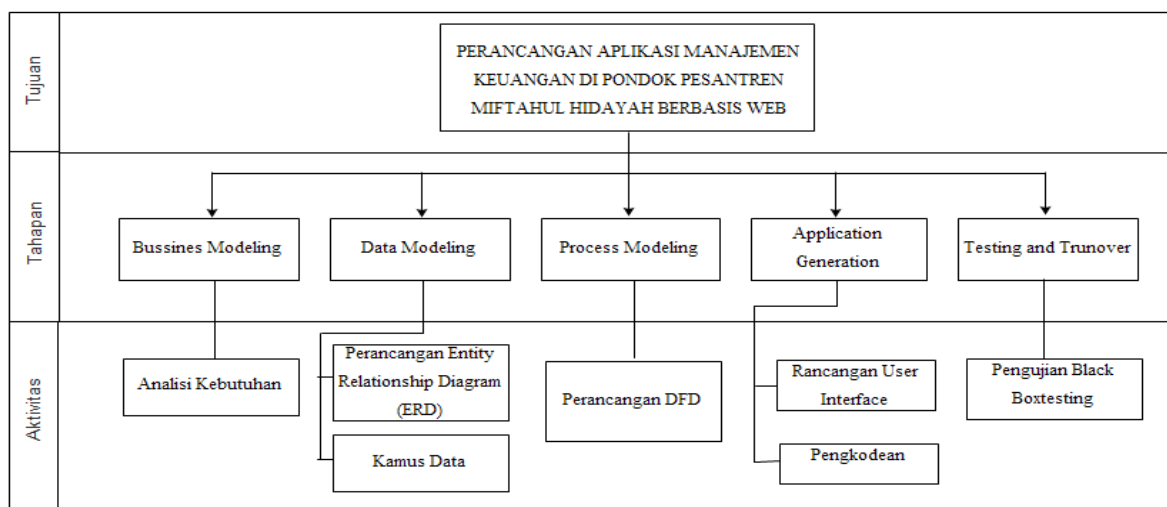 Tujuan
PERANCANGAN APLIKASI MANAJEMEN
KEUANGAN DI PONDOK PESANTREN
MIFTAHUL HIDAYAH BERBASIS WEB
Tahapan
Bussines Modeling
Data Modeling
Process Modeling
Application
Generation
Testing and Trunover
Aktivitas
Analisi Kebutuhan
Perancangan Entity
Relationship Diagram
(ERD)
Kamus Data
Perancangan DFD
Rancangan User
Interface
Pengkodean
Pengujian Black
Boxtesting